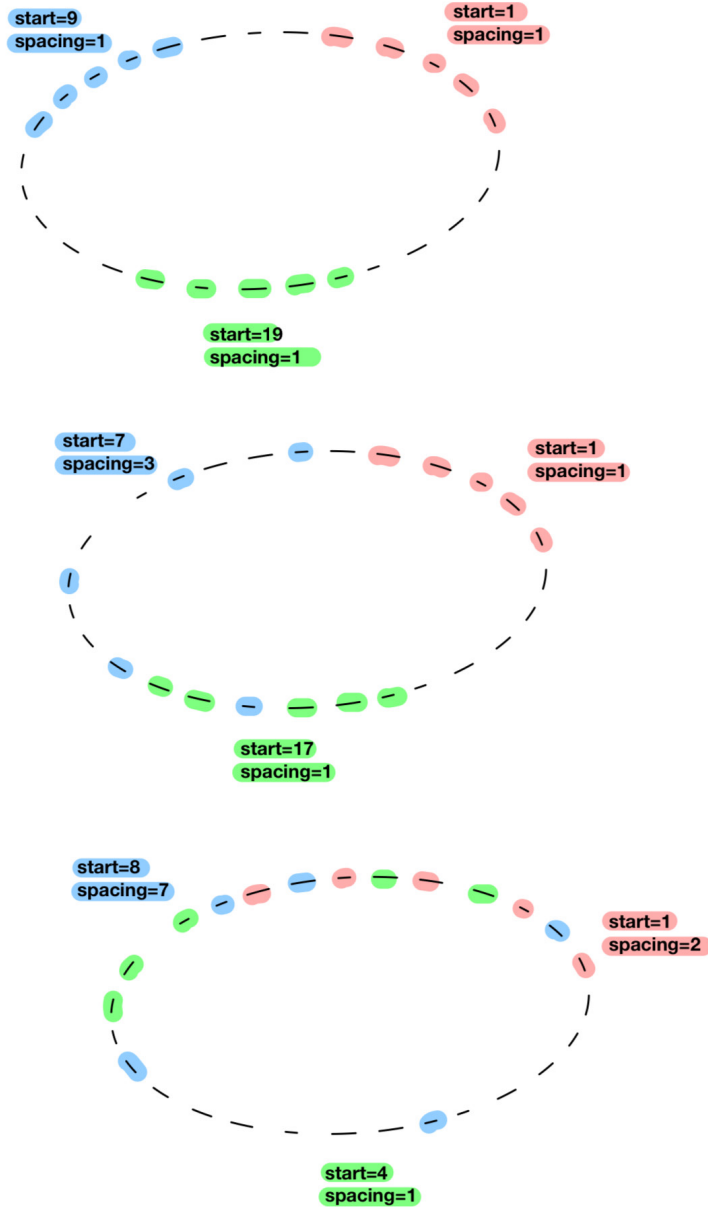 start=9
spacing=1
start=1
spacing=1
start=19
spacing=1
start=7
spacing=3
start=1
spacing=1
start=17
spacing=1
start=8
spacing=7
start=1
spacing=2
start=4
spacing=1